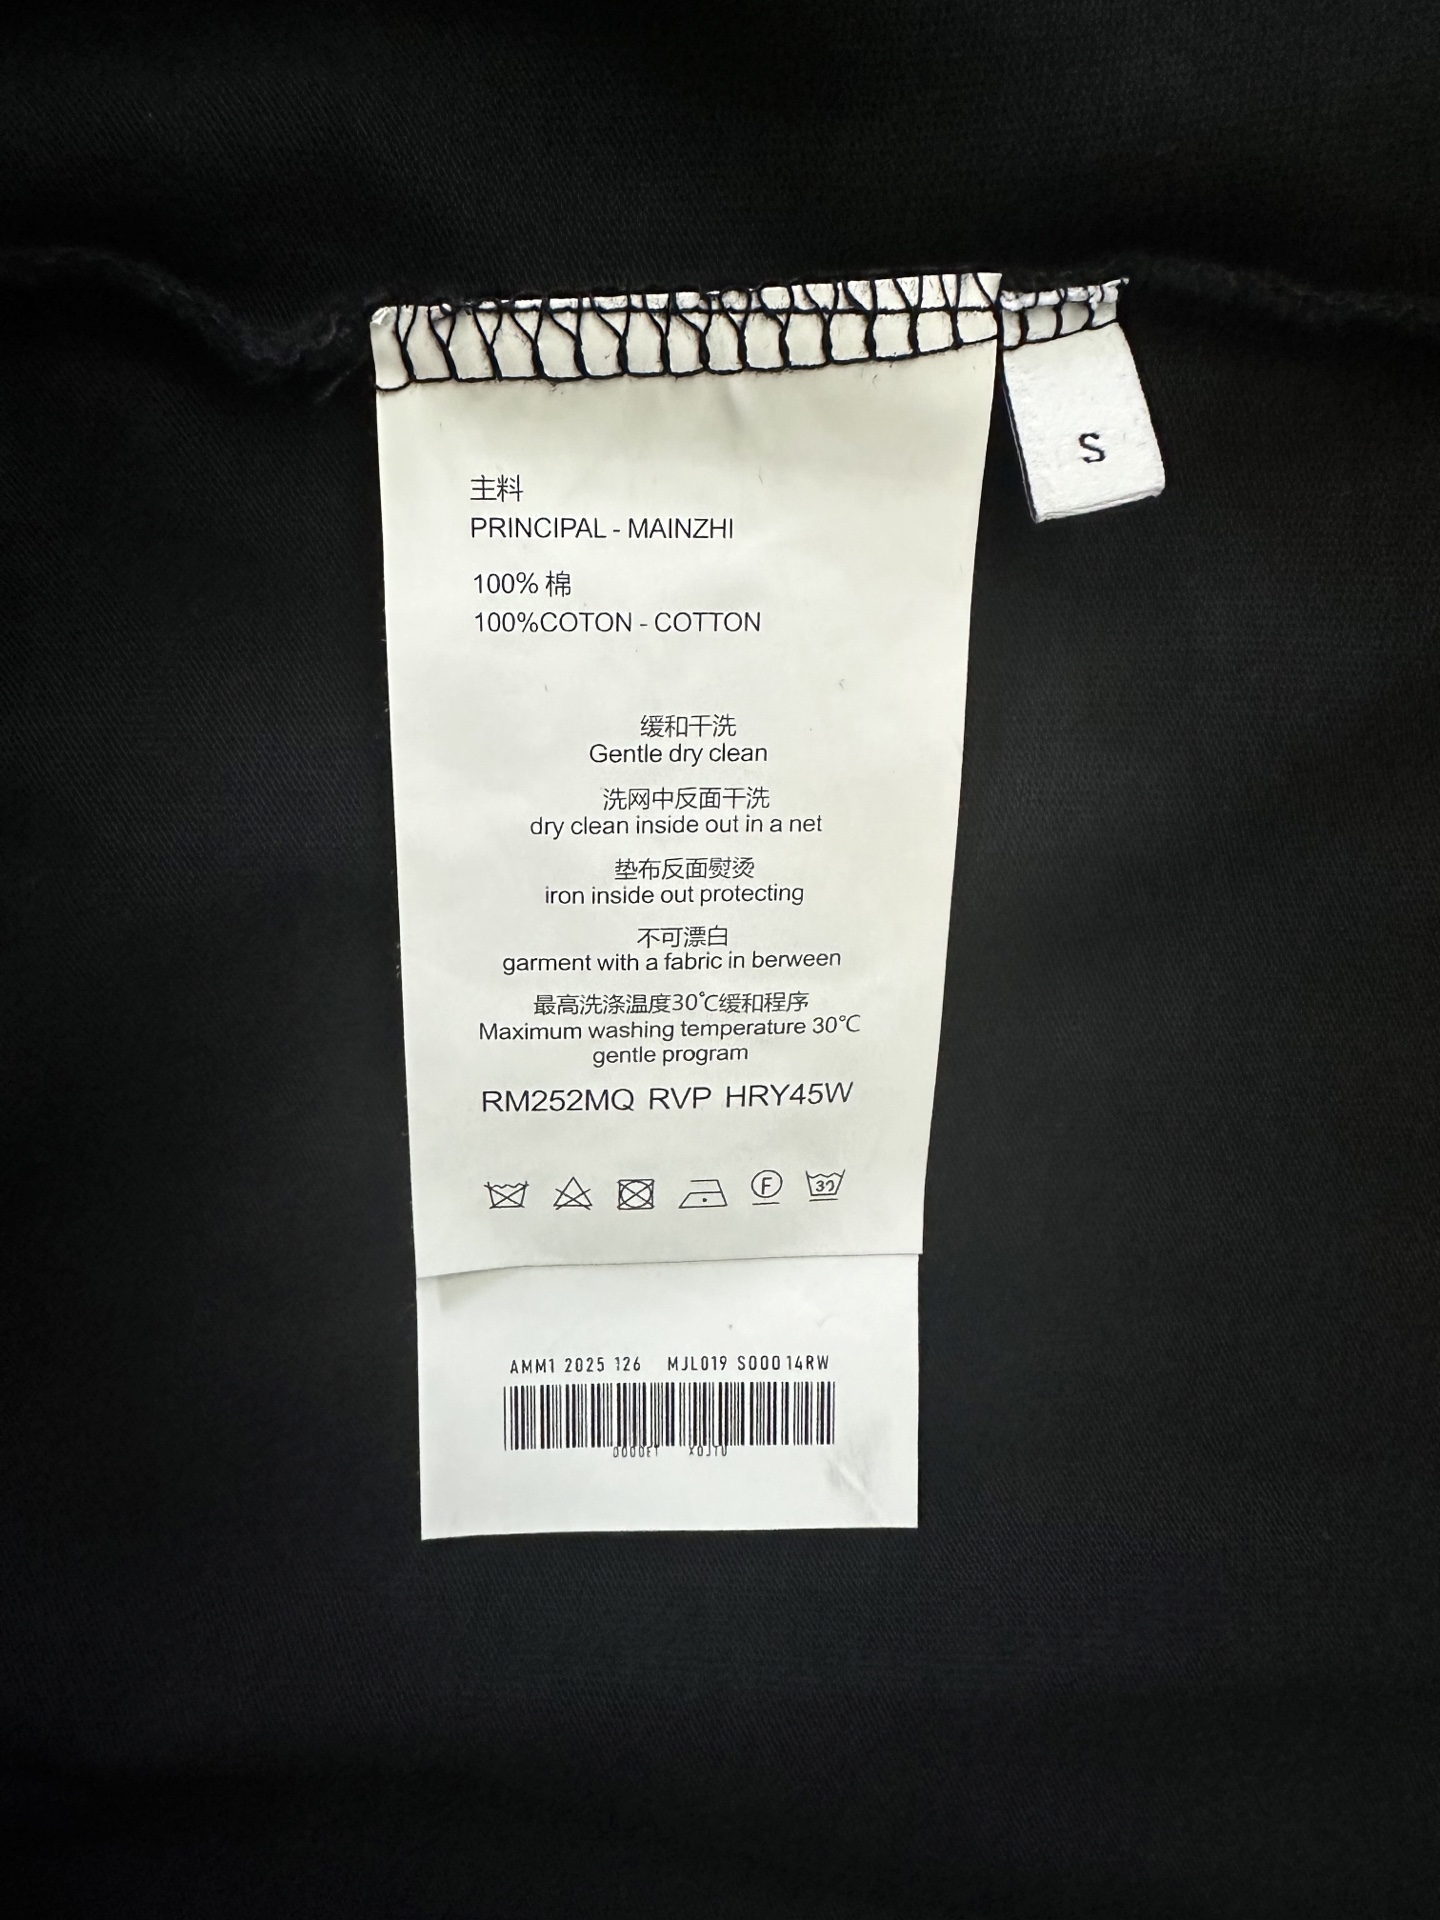 主料
PRINCIPAL - MAINZHI
100% 棉
100%COTON - COTTON
缓和干洗
Gentle dry clean
洗网中反面干洗
dry clean inside out in a net
垫布反面熨烫
iron inside out protecting
不可漂白
garment with a fabric in berween
最高洗涤温度30℃缓和程序
Maximum washing temperature 30℃
gentle program
RM252MQ RVP HRY45W
F 30
AMM1 2025 126 MJL019 S000 14RW
S